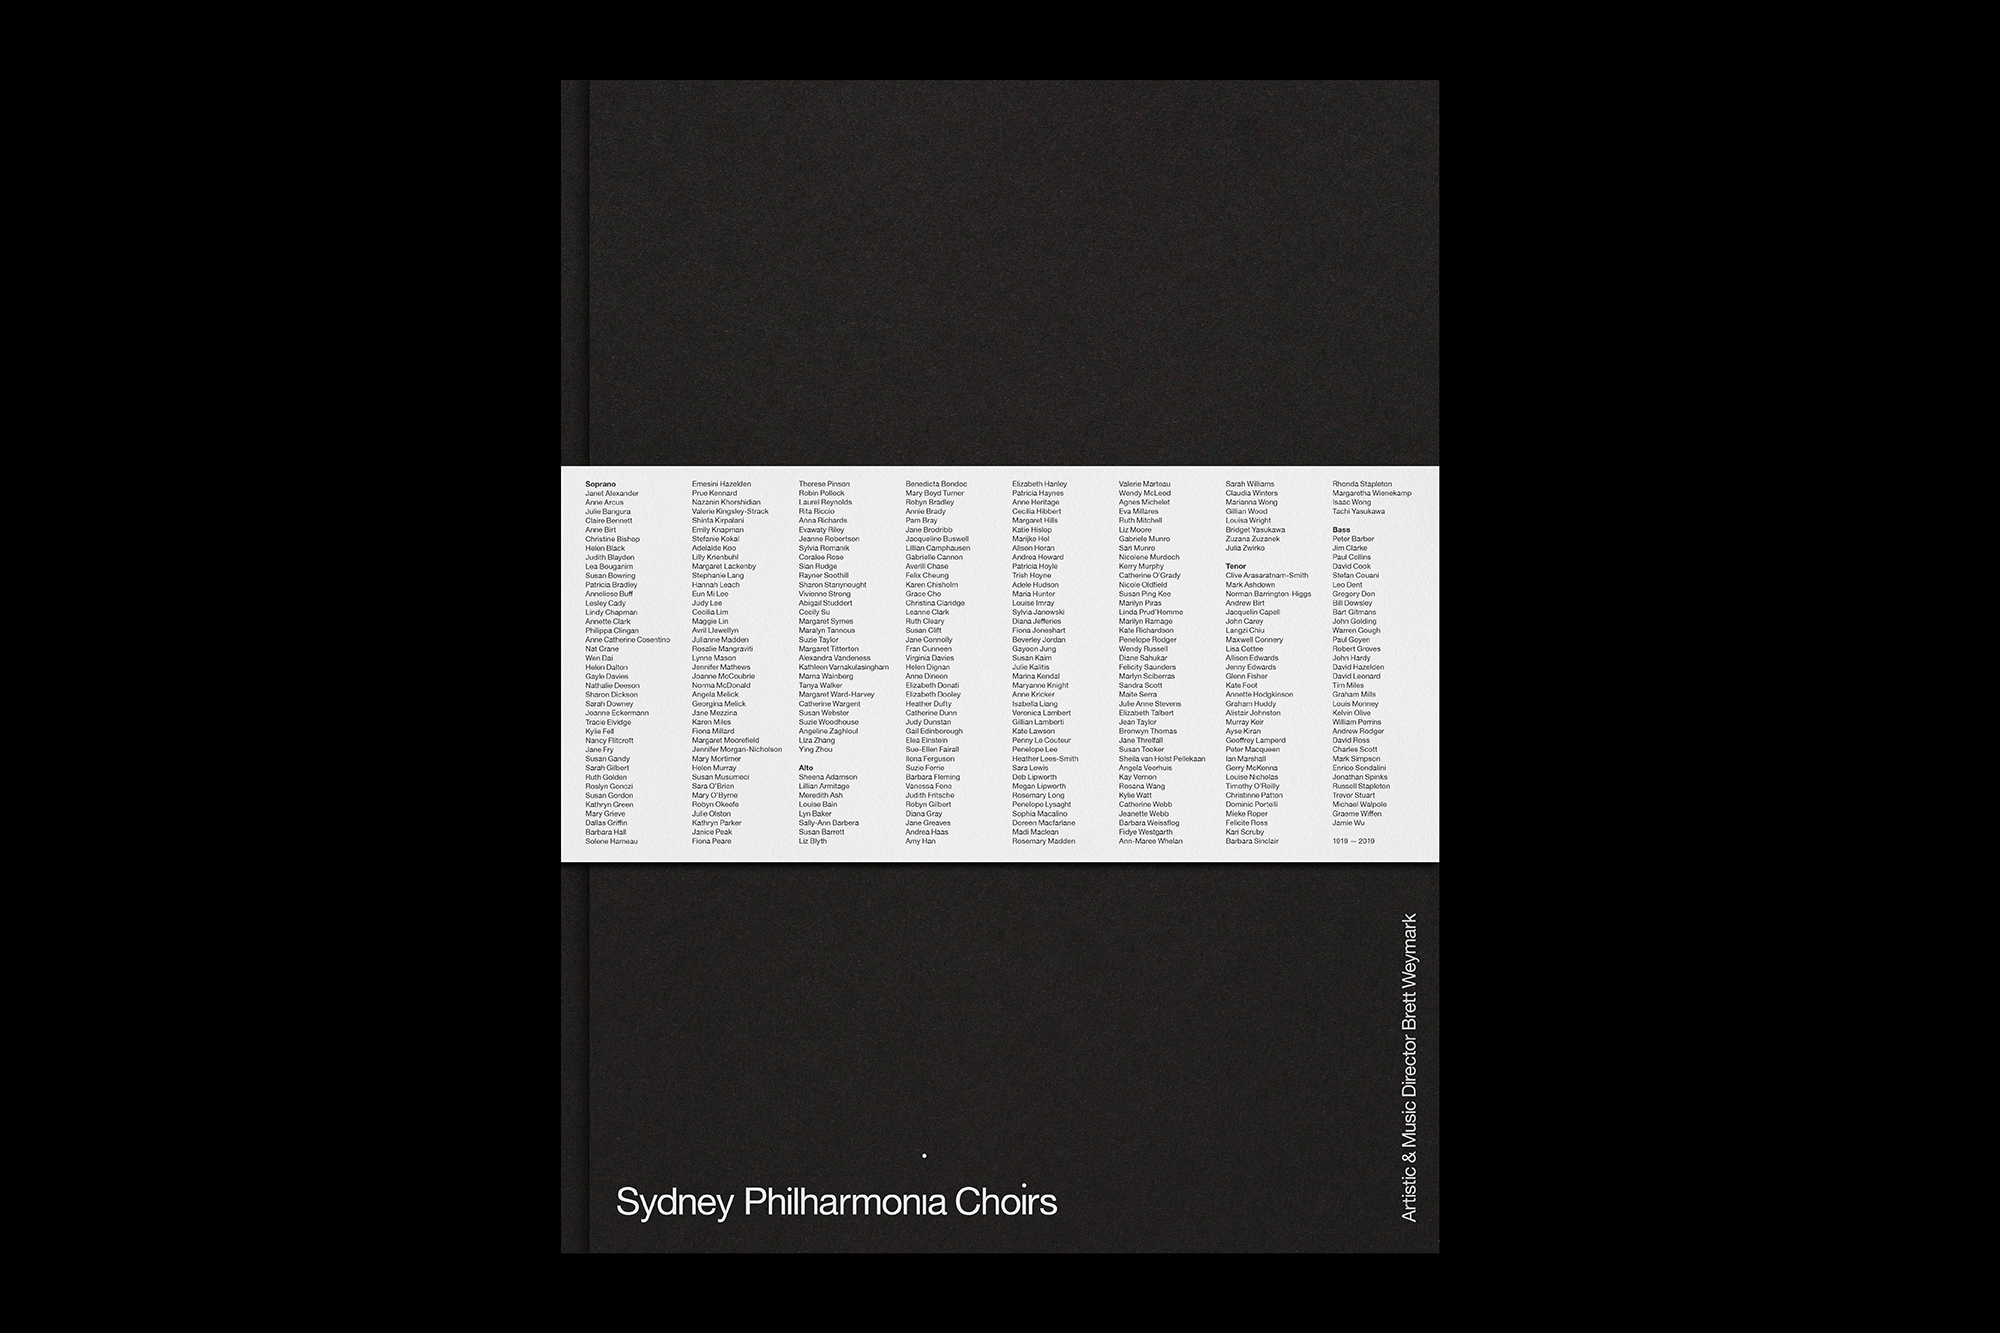 Soprano
Janet Alexander
Anne Arcus
Julie Bangura
Claire Bennett
Anne Birt
Christine Bishop
Helen Black
Judith Blayden
Lea Bouganim
Susan Bowring
Patricia Bradley
Anneliese Buff
Lesley Cady
Lindy Chapman
Annette Clark
Philippa Clingan
Anne Catherine Cosentino
Nat Crane
Wen Dai
Helen Dalton
Gayle Davies
Nathalie Deeson
Sharon Dickson
Sarah Downey
Joanne Eckermann
Tracie Elvidge
Kylie Fell
Nancy Flitcroft
Jane Fry
Susan Gandy
Sarah Gilbert
Ruth Golden
Roslyn Gonczi
Susan Gordon
Kathryn Green
Mary Grieve
Dallas Griffin
Barbara Hall
Solene Hameau
Emesini Hazelden
Prue Kennard
Nazanin Khorshidian
Valerie Kingsley-Strack
Shinta Kirpalani
Emily Knapman
Stefanie Kokal
Adelaide Koo
Lilly Krienbuhl
Margaret Lackenby
Stephanie Lang
Hannah Leach
Eun Mi Lee
Judy Lee
Cecilia Lim
Maggie Lin
Avril Llewellyn
Julianne Madden
Rosalie Mangraviti
Lynne Mason
Jennifer Mathews
Joanne McCoubrie
Norma McDonald
Angela Melick
Georgina Melick
Jane Mezzina
Karen Miles
Fiona Millard
Margaret Moorefield
Jennifer Morgan-Nicholson
Mary Mortimer
Helen Murray
Susan Musumeci
Sara O'Brien
Mary O'Byrne
Robyn Okeefe
Julie Olston
Kathryn Parker
Janice Peak
Fiona Peare
Therese Pinson
Robin Pollock
Laurel Reynolds
Rita Riccio
Anna Richards
Evawaty Riley
Jeanne Robertson
Sylvia Romanik
Coralee Rose
Sian Rudge
Rayner Soothill
Sharon Stanynought
Vivienne Strong
Abigail Studdert
Cecily Su
Margaret Symes
Maralyn Tannous
Suzie Taylor
Margaret Titterton
Alexandra Vandeness
Kathleen Varnakulasingham
Marna Wainberg
Tanya Walker
Margaret Ward-Harvey
Catherine Wargent
Susan Webster
Suzie Woodhouse
Angeline Zaghloul
Liza Zhang
Ying Zhou
Alto
Sheena Adamson
Lillian Armitage
Meredith Ash
Louise Bain
Lyn Baker
Sally-Ann Barbera
Susan Barrett
Liz Blyth
Benedicta Bondoc
Mary Boyd Turner
Robyn Bradley
Annie Brady
Pam Bray
Jane Brodribb
Jacqueline Buswell
Lillian Camphausen
Gabrielle Cannon
Averill Chase
Felix Cheung
Karen Chisholm
Grace Cho
Christina Claridge
Leanne Clark
Ruth Cleary
Susan Clift
Jane Connolly
Fran Cunneen
Virginia Davies
Helen Dignan
Anne Dineen
Elizabeth Donati
Elizabeth Dooley
Heather Dufty
Catherine Dunn
Judy Dunstan
Gail Edinborough
Elea Einstein
Sue-Ellen Fairall
Ilona Ferguson
Suzie Ferrie
Barbara Fleming
Vanessa Fone
Judith Fritsche
Robyn Gilbert
Diana Gray
Jane Greaves
Andrea Haas
Amy Han
Elizabeth Hanley
Patricia Haynes
Anne Heritage
Cecilia Hibbert
Margaret Hills
Katie Hislop
Marijke Hol
Alison Horan
Andrea Howard
Patricia Hoyle
Trish Hoyne
Adele Hudson
Maria Hunter
Louise Imray
Sylvia Janowski
Diana Jefferies
Fiona Joneshart
Beverley Jordan
Gayoon Jung
Susan Kaim
Julie Kalitis
Marina Kendal
Maryanne Knight
Anne Kricker
Isabella Liang
Veronica Lambert
Gillian Lamberti
Kate Lawson
Penny Le Couteur
Penelope Lee
Heather Lees-Smith
Sara Lewis
Deb Lipworth
Megan Lipworth
Rosemary Long
Penelope Lysaght
Sophia Macalino
Doreen Macfarlane
Madi Maclean
Rosemary Madden
Valerie Marteau
Wendy McLeod
Agnes Michelet
Eva Millares
Ruth Mitchell
Liz Moore
Gabriele Munro
Sari Munro
Nicolene Murdoch
Kerry Murphy
Catherine O'Grady
Nicole Oldfield
Susan Ping Kee
Marilyn Piras
Linda Prud'Homme
Marilyn Ramage
Kate Richardson
Penelope Rodger
Wendy Russell
Diane Sahukar
Felicity Saunders
Marlyn Sciberras
Sandra Scott
Maite Serra
Julie Anne Stevens
Elizabeth Talbert
Jean Taylor
Bronwyn Thomas
Jane Threlfall
Susan Tooker
Sheila van Holst Pellekaan
Angela Veerhuis
Kay Vernon
Rosana Wang
Kylie Watt
Catherine Webb
Jeanette Webb
Barbara Weissflog
Fidye Westgarth
Ann-Maree Whelan
Sarah Williams
Claudia Winters
Marianna Wong
Gillian Wood
Louisa Wright
Bridget Yasukawa
Zuzana Zuzanek
Julia Zwirko
Tenor
Clive Arasaratnam-Smith
Mark Ashdown
Norman Barrington-Higgs
Andrew Birt
Jacquelin Capell
John Carey
Langzi Chiu
Maxwell Connery
Lisa Cottee
Allison Edwards
Jenny Edwards
Glenn Fisher
Kate Foot
Annette Hodgkinson
Graham Huddy
Alistair Johnston
Murray Keir
Ayse Kiran
Geoffrey Lamperd
Peter Macqueen
Ian Marshall
Gerry McKenna
Louise Nicholas
Timothy O'Reilly
Christinne Patton
Dominic Portelli
Mieke Roper
Felicite Ross
Kari Scruby
Barbara Sinclair
Rhonda Stapleton
Margaretha Wienekamp
Isaac Wong
Tachi Yasukawa
Bass
Peter Barber
Jim Clarke
Paul Collins
David Cook
Stefan Couani
Leo Dent
Gregory Don
Bill Dowsley
Bart Gitmans
John Golding
Warren Gough
Paul Goyen
Robert Groves
John Hardy
David Hazelden
David Leonard
Tim Miles
Graham Mills
Louis Monney
Kelvin Olive
William Perrins
Andrew Rodger
David Ross
Charles Scott
Mark Simpson
Enrico Sondalini
Jonathan Spinks
Russell Stapleton
Trevor Stuart
Michael Walpole
Graeme Wiffen
Jamie Wu
1919 — 2019
Artistic & Music Director Brett Weymark
Sydney Philharmonia Choirs